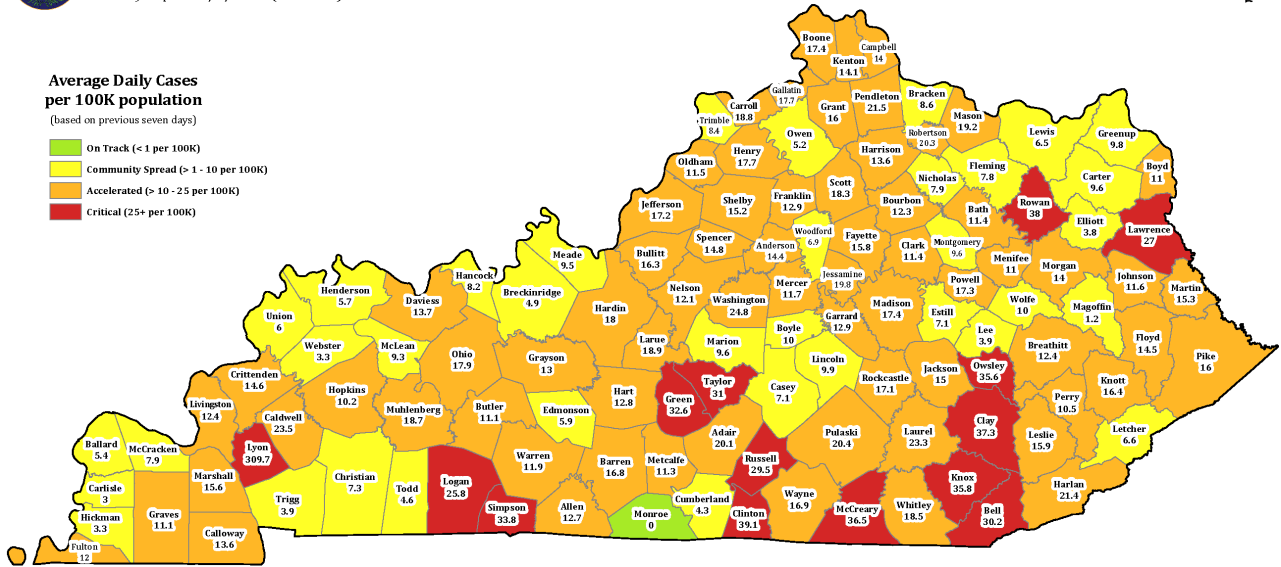 Average Daily Cases
per 100K population
(based on previous seven days)
On Track (< 1 per 100K)
Community Spread (> 1 - 10 per 100K)
Accelerated (> 10 - 25 per 100K)
Critical (25+ per 100K)
Boone
17.4
Kenton
14.1
Campbell
14
Gallatin
17.7
Carroll
18.8
Trimble
8.4
Grant
16
Pendleton
21.5
Bracken
8.6
Mason
19.2
Robertson
20.3
Lewis
6.5
Greenup
9.8
Boyd
11
Owen
5.2
Henry
17.7
Oldham
11.5
Harrison
13.6
Fleming
7.8
Nicholas
7.9
Carter
9.6
Rowan
38
Elliott
3.8
Lawrence
27
Jefferson
17.2
Shelby
15.2
Franklin
12.9
Scott
18.3
Bourbon
12.3
Bath
11.4
Bullitt
16.3
Spencer
14.8
Anderson
14.4
Woodford
6.9
Fayette
15.8
Clark
11.4
Montgomery
9.6
Menifee
11
Morgan
14
Johnson
11.6
Martin
15.3
Meade
9.5
Hancock
8.2
Breckinridge
4.9
Hardin
18
Nelson
12.1
Washington
24.8
Mercer
11.7
Jessamine
19.8
Madison
17.4
Powell
17.3
Estill
7.1
Wolfe
10
Magoffin
1.2
Lee
3.9
Breathitt
12.4
Floyd
14.5
Pike
16
Henderson
5.7
Daviess
13.7
Union
6
Webster
3.3
McLean
9.3
Ohio
17.9
Grayson
13
Larue
18.9
Marion
9.6
Boyle
10
Garrard
12.9
Lincoln
9.9
Rockcastle
17.1
Jackson
15
Owsley
35.6
Knott
16.4
Perry
10.5
Letcher
6.6
Crittenden
14.6
Livingston
12.4
Hopkins
10.2
Caldwell
23.5
Muhlenberg
18.7
Butler
11.1
Edmonson
5.9
Hart
12.8
Green
32.6
Taylor
31
Casey
7.1
Adair
20.1
Pulaski
20.4
Laurel
23.3
Clay
37.3
Leslie
15.9
Harlan
21.4
Ballard
5.4
McCracken
7.9
Lyon
309.7
Marshall
15.6
Carlisle
3
Hickman
3.3
Fulton
12
Graves
11.1
Calloway
13.6
Trigg
3.9
Christian
7.3
Todd
4.6
Logan
25.8
Simpson
33.8
Warren
11.9
Allen
12.7
Barren
16.8
Metcalfe
11.3
Monroe
0
Cumberland
4.3
Russell
29.5
Clinton
39.1
Wayne
16.9
McCreary
36.5
Whitley
18.5
Knox
35.8
Bell
30.2